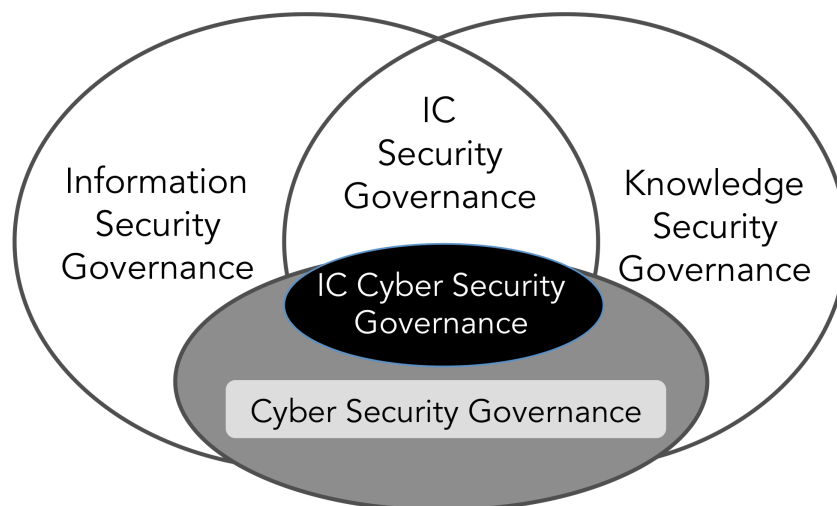 Information
Security
Governance
IC
Security
Governance
Knowledge
Security
Governance
IC Cyber Security
Governance
Cyber Security Governance